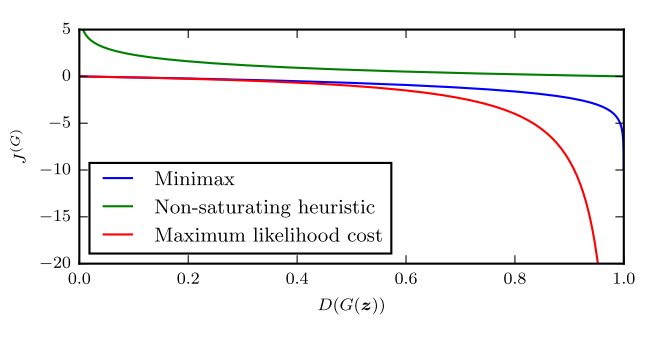 5
0
−5
−10
−15
−20
J^(G)
Minimax
Non-saturating heuristic
Maximum likelihood cost
0.0 0.2 0.4 0.6 0.8 1.0
D(G(z))